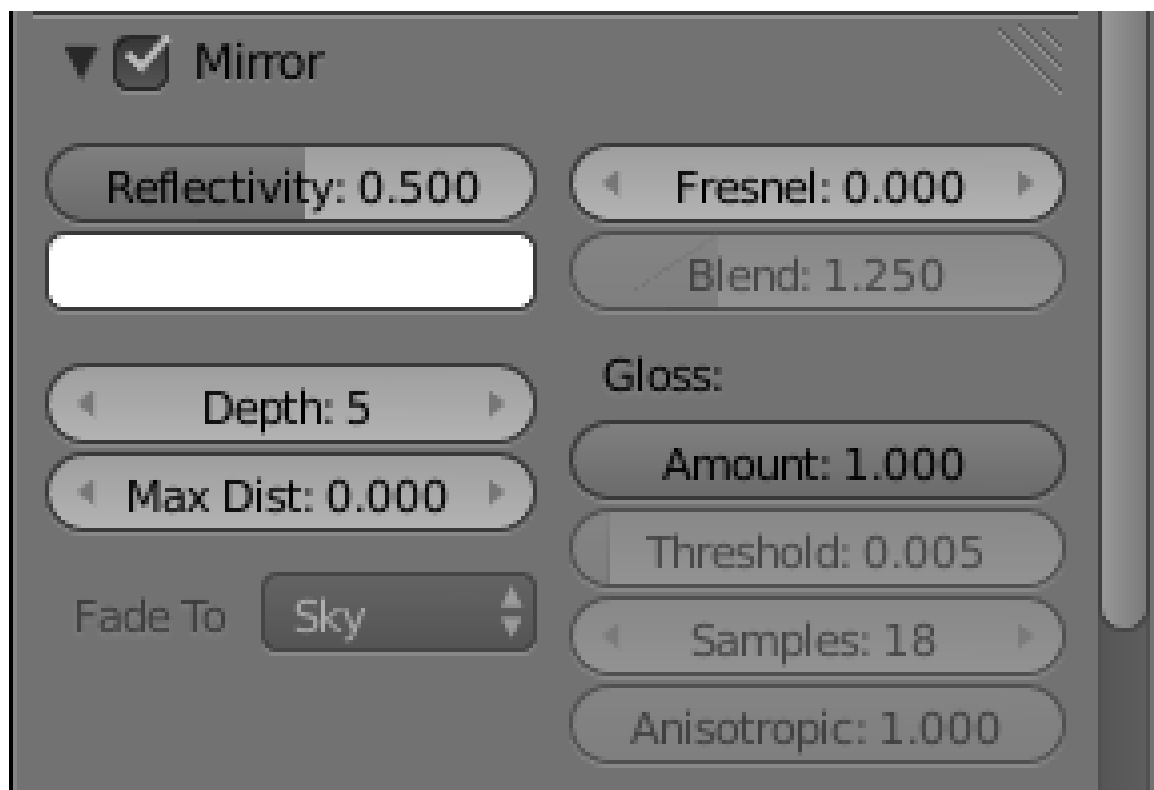 Mirror
Reflectivity: 0.500
Fresnel: 0.000
Blend: 1.250
Depth: 5
Max Dist: 0.000
Fade To Sky
Gloss:
Amount: 1.000
Threshold: 0.005
Samples: 18
Anisotropic: 1.000